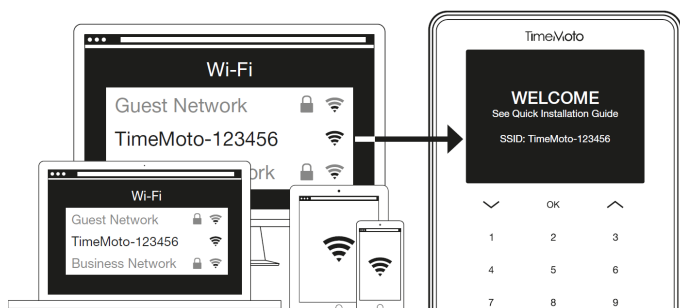 Wi-Fi
Guest Network
TimeMoto-123456
ork
Wi-Fi
Guest Network
TimeMoto-123456
Business Network
TimeMoto
WELCOME
See Quick Installation Guide
SSID: TimeMoto-123456
OK
1 2 3
4 5 6
7 8 9